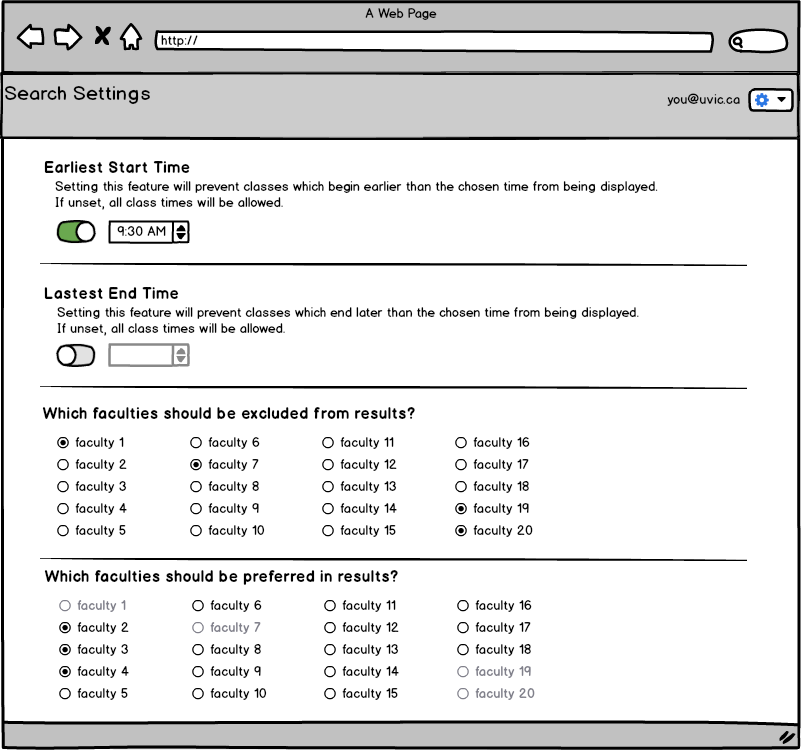 A Web Page
http://
Search Settings
you@uvic.ca
Earliest Start Time
Setting this feature will prevent classes which begin earlier than the chosen time from being displayed.
If unset, all class times will be allowed.
9:30 AM
Lastest End Time
Setting this feature will prevent classes which end later than the chosen time from being displayed.
If unset, all class times will be allowed.
Which faculties should be excluded from results?
faculty 1 faculty 6 faculty 11 faculty 16
faculty 2 faculty 7 faculty 12 faculty 17
faculty 3 faculty 8 faculty 13 faculty 18
faculty 4 faculty 9 faculty 14 faculty 19
faculty 5 faculty 10 faculty 15 faculty 20
Which faculties should be preferred in results?
faculty 1 faculty 6 faculty 11 faculty 16
faculty 2 faculty 7 faculty 12 faculty 17
faculty 3 faculty 8 faculty 13 faculty 18
faculty 4 faculty 9 faculty 14 faculty 19
faculty 5 faculty 10 faculty 15 faculty 20